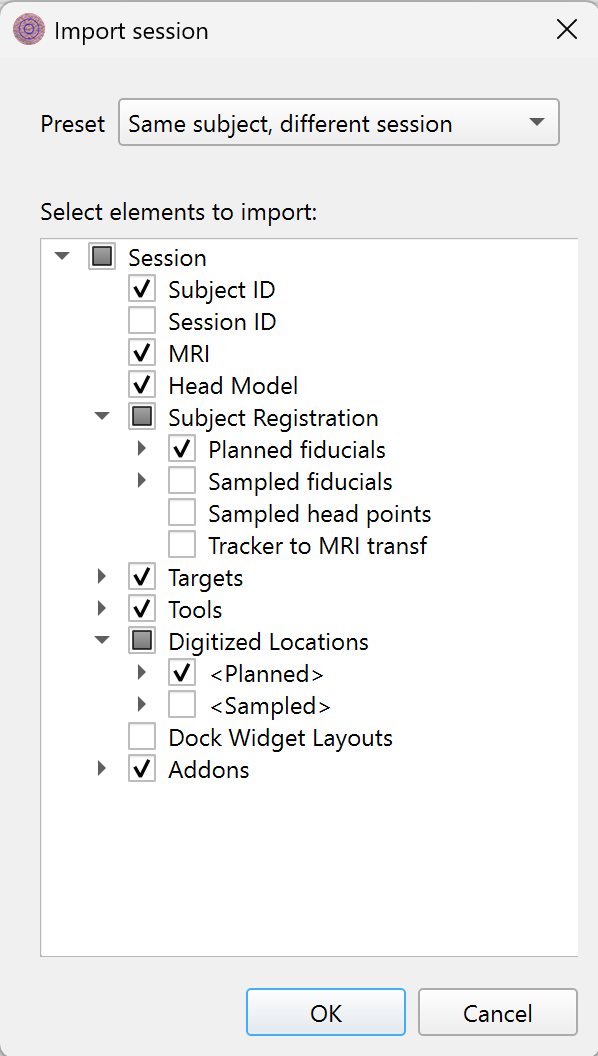 Import session
Preset
Same subject, different session
Select elements to import:
Session
Subject ID
Session ID
MRI
Head Model
Subject Registration
Planned fiducials
Sampled fiducials
Sampled head points
Tracker to MRI transf
Targets
Tools
Digitized Locations
<Planned>
<Sampled>
Dock Widget Layouts
Addons
OK
Cancel